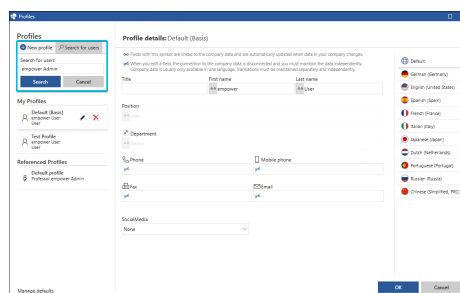 Profiles
Profiles
New profile
Search for users
Search for users
empower Admin
Search
Cancel
My Profiles
Default (Basis)
empower User
User
Test Profile
empower User
User
Referenced Profiles
Default profile
Professor empower Admin
Manage defaults
Profile details: Default (Basis)
Fields with this symbol are linked to the company data and are automatically updated when data in your company changes.
When you edit a field, the connection to the company data is disconnected and you must maintain the data independently.
Company data is usually only available in one language. Translations must be maintained separately and independently.
Title
First name
Last name
empower
User
Position
User
Department
Phone
Mobile phone
Fax
Email
SocialMedia
None
Default
German (Germany)
English (United States)
Spanish (Spain)
French (France)
Italian (Italy)
Japanese (Japan)
Dutch (Netherlands)
Portuguese (Portugal)
Russian (Russia)
Chinese (Simplified, PRC)
OK
Cancel